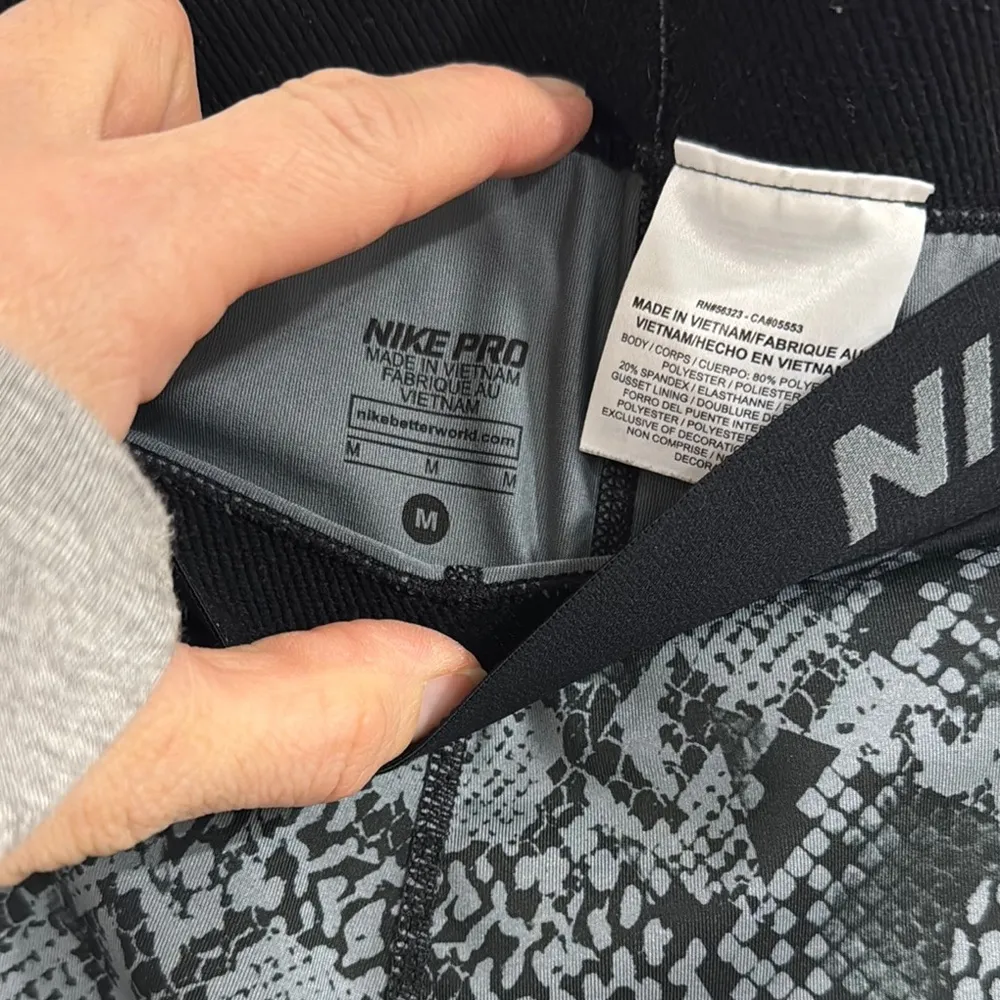 NIKE PRO
MADE IN VIETNAM
FABRIQUE AU
VIETNAM
nikebetterworld.com
M M M
M
RN#56323 - CA#05553
MADE IN VIETNAM/FABRIQUE AU
VIETNAM/HECHO EN VIETNAM
BODY / CORPS / CUERPO: 80%
POLYESTER / POLIESTER
20% SPANDEX / ELASTHANNE /
GUSSET LINING / DOUBLURE
FORRO DEL PUENTE
POLYESTER / POLYESTER
EXCLUSIVE OF
NON COMPRISE /
NI